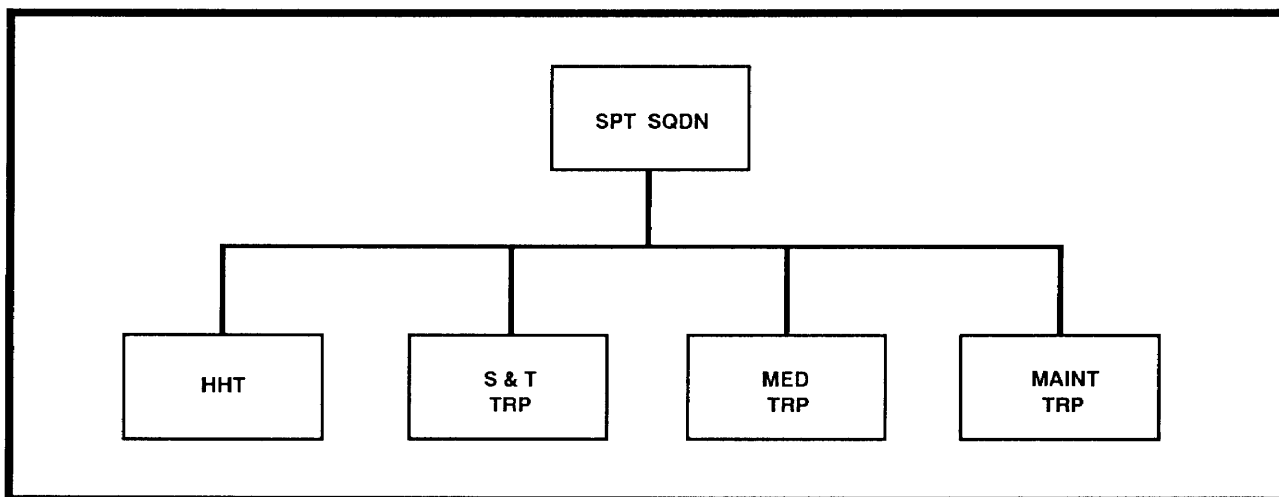 SPT SQDN
HHT
S & T
TRP
MED
TRP
MAINT
TRP